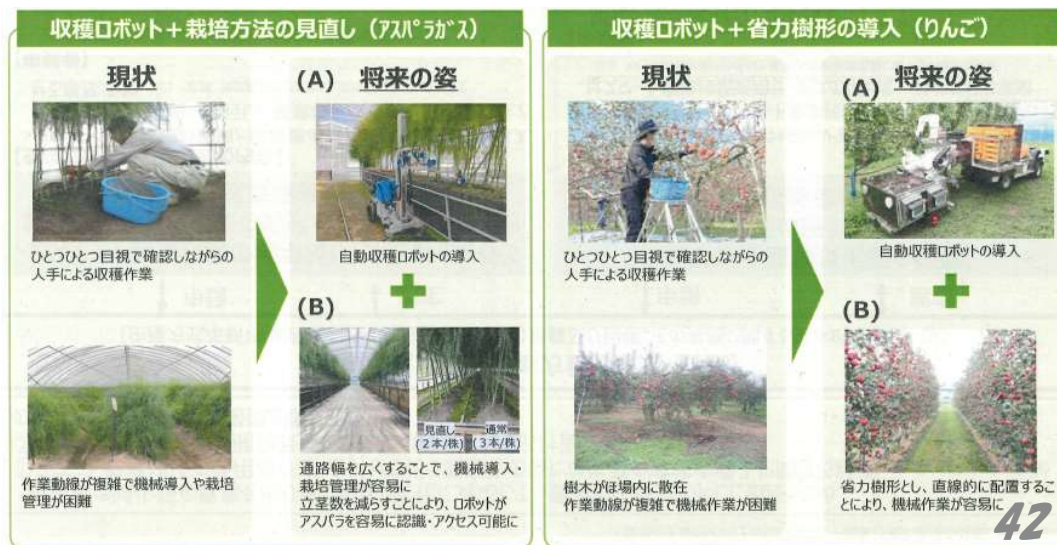 収穫ロボット+栽培方法の見直し(アスパラガス)
現状
(A) 将来の姿
ひとつひとつ目視で確認しながらの
人手による収穫作業
自動収穫ロボットの導入
(B)
見直し
(2本/株)
通常
(3本/株)
作業動線が複雑で機械導入や栽培
管理が困難
通路幅を広くすることで、機械導入・
栽培管理が容易に
立茎数を減らすことにより、ロボットが
アスパラを容易に認識・アクセス可能に
収穫ロボット+省力樹形の導入(りんご)
現状
(A) 将来の姿
ひとつひとつ目視で確認しながらの
人手による収穫作業
自動収穫ロボットの導入
(B)
樹木がほ場内に散在
作業動線が複雑で機械作業が困難
省力樹形とし、直線的に配置するこ
とにより、機械作業が容易に
42